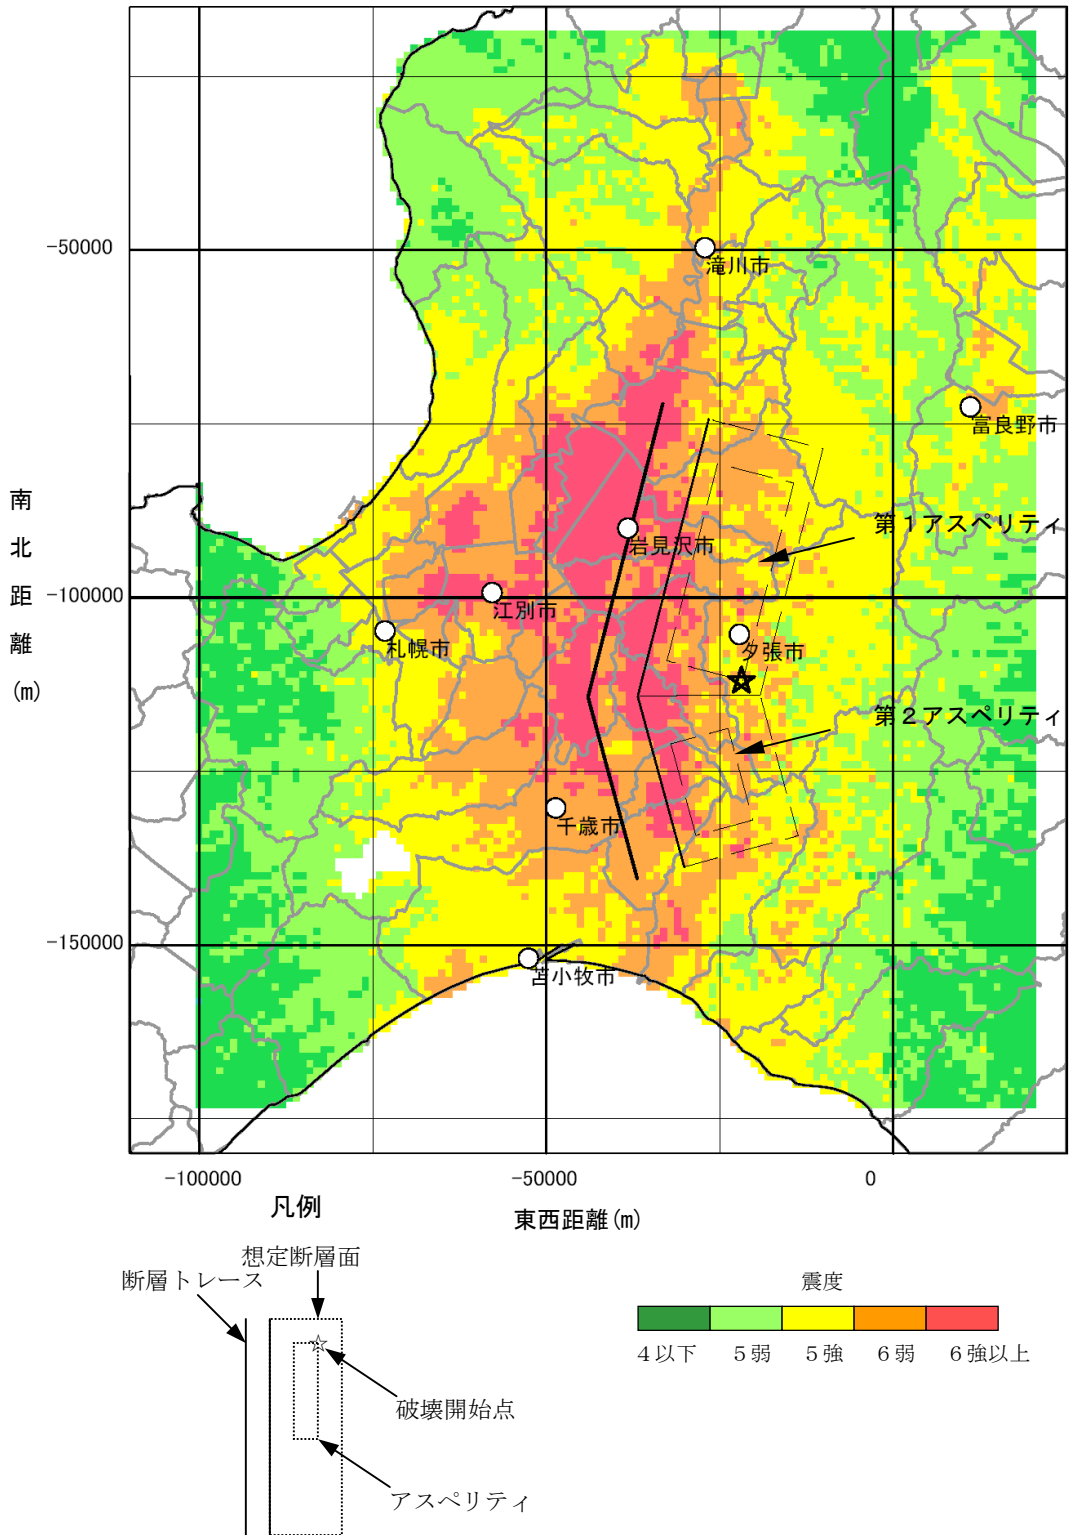 -50000
滝川市
富良野市
南北距離(m)
第1アスペリティ
岩見沢市
-100000
江別市
札幌市
夕張市
第2アスペリティ
千歳市
-150000
苫小牧市
-100000
-50000
0
東西距離(m)
凡例
想定断層面
断層トレース
破壊開始点
アスペリティ
震度
4以下
5弱
5強
6弱
6強以上